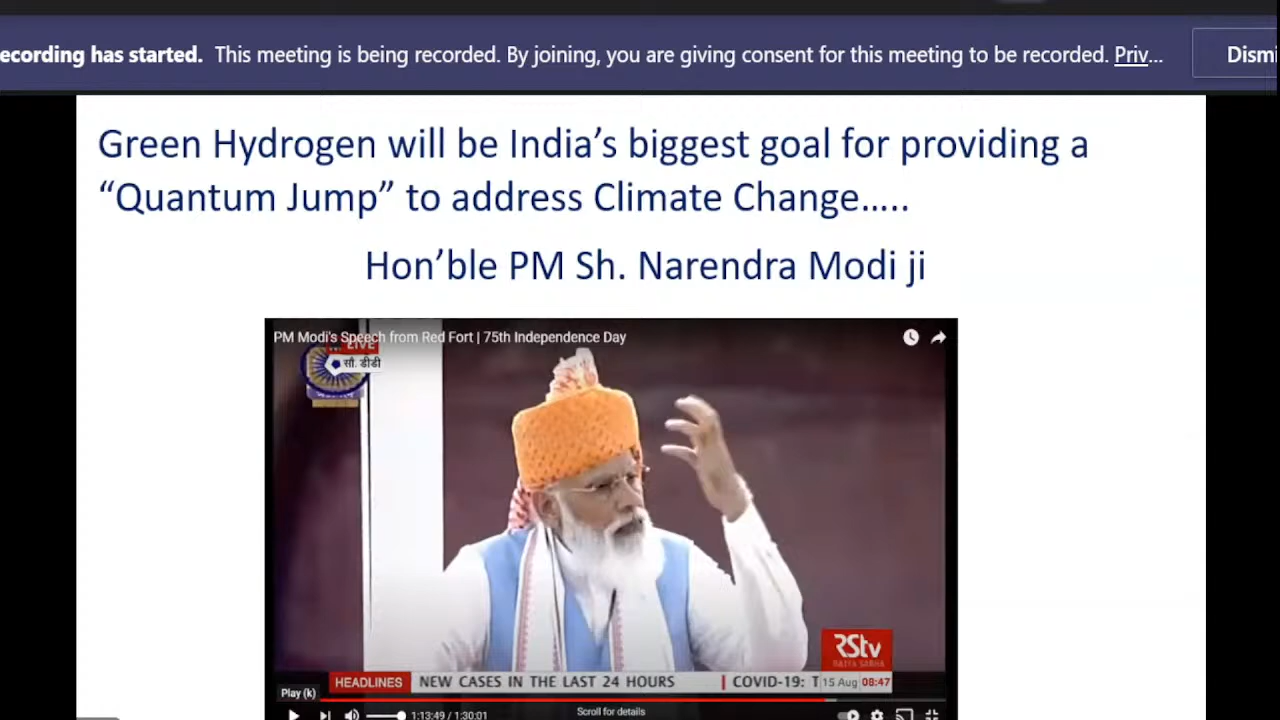 ecording has started. This meeting is being recorded. By joining, you are giving consent for this meeting to be recorded. Priv...
Dismi
Green Hydrogen will be India's biggest goal for providing a
“Quantum Jump” to address Climate Change.....
Hon'ble PM Sh. Narendra Modi ji
PM Modi's Speech from Red Fort | 75th Independence Day
LIVE
सौ. डीडी
RStv
RAJYA SABHA
HEADLINES NEW CASES IN THE LAST 24 HOURS | COVID-19: T 15 Aug 08:47
Play (k)
1:13:49 / 1:30:01
Scroll for details